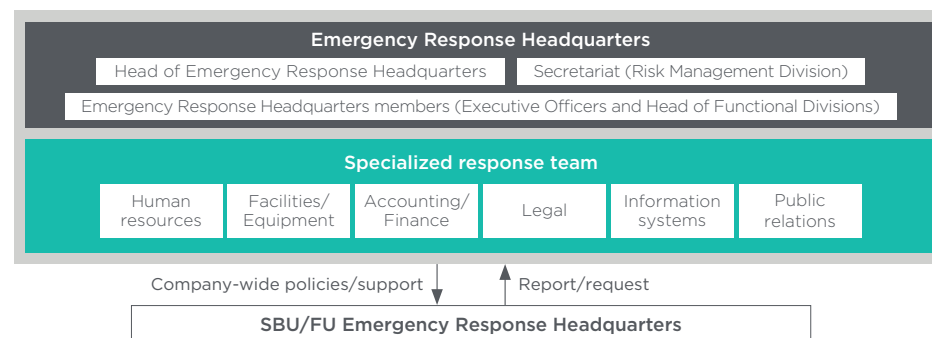 Emergency Response Headquarters
Head of Emergency Response Headquarters
Secretariat (Risk Management Division)
Emergency Response Headquarters members (Executive Officers and Head of Functional Divisions)
Specialized response team
Human
resources
Facilities/
Equipment
Accounting/
Finance
Legal
Information
systems
Public
relations
Company-wide policies/support
Report/request
SBU/FU Emergency Response Headquarters